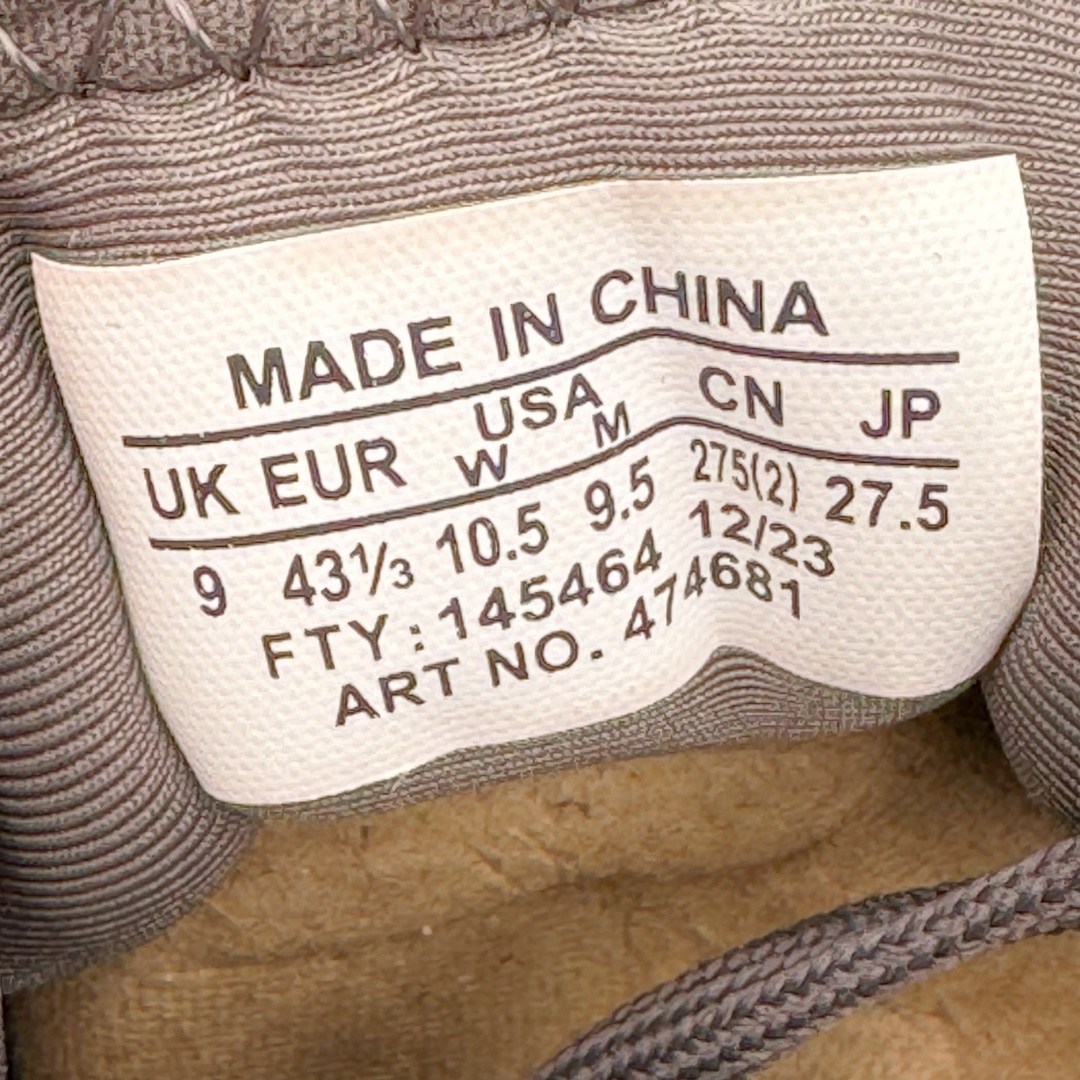 MADE IN CHINA
UK EUR USA W M CN JP
9 43⅓ 10.5 9.5 275(2) 27.5
FTY: 145464 12/23
ART NO. 474681